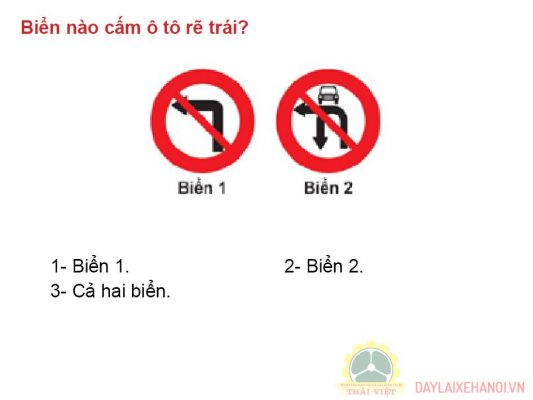 Biển nào cấm ô tô rẽ trái?
Biển 1
Biển 2
1- Biển 1.
2- Biển 2.
3- Cả hai biển.
THÁI VIỆT
DAYLAIXEHANOI.VN